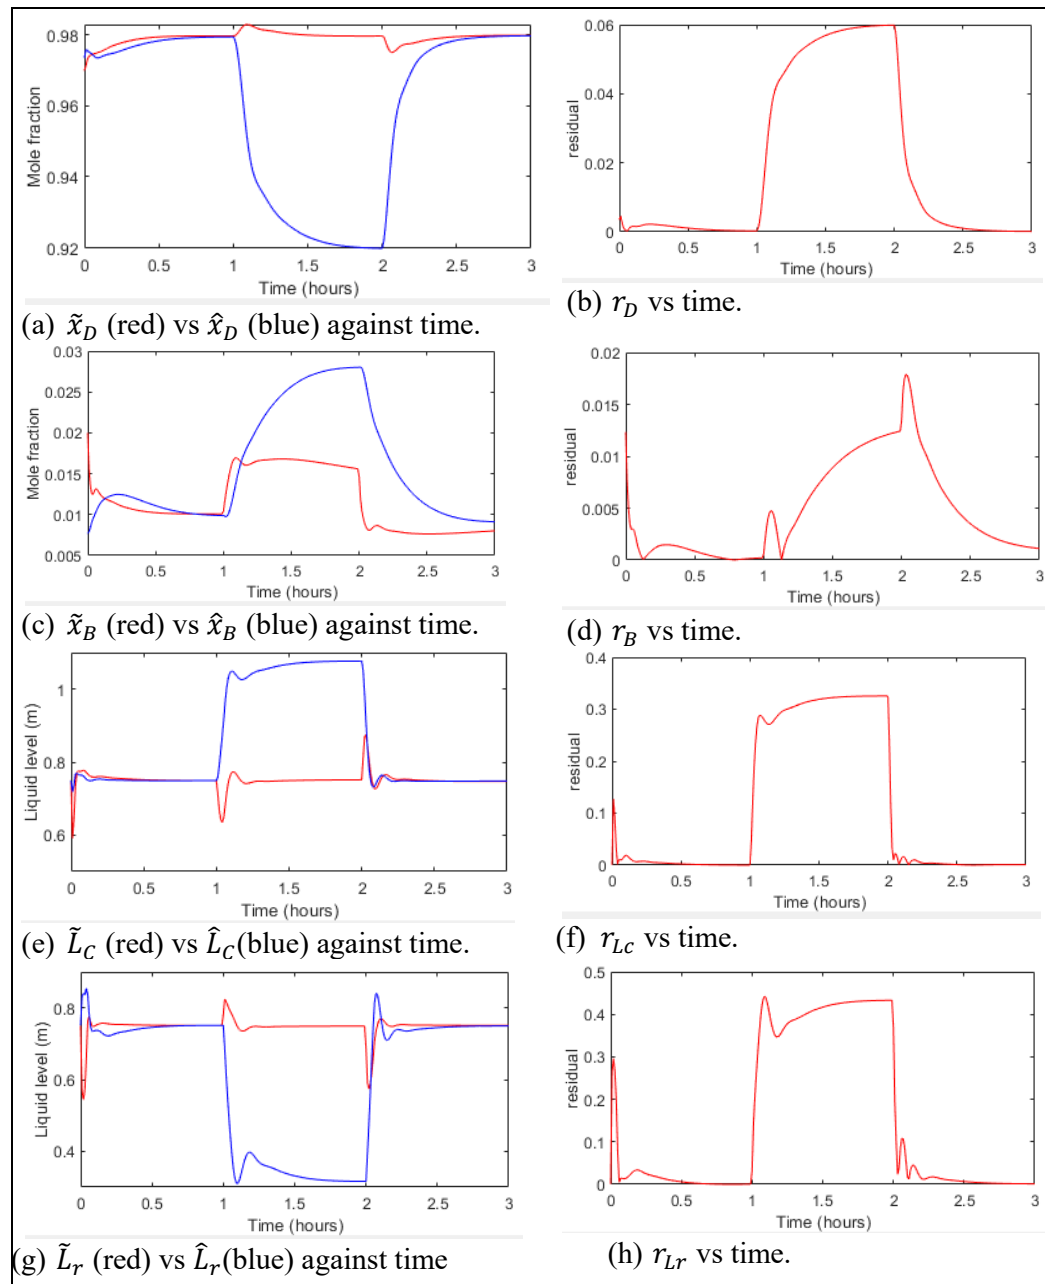 0.98
0.96
0.94
0.92
Mole fraction
0 0.5 1 1.5 2 2.5 3
Time (hours)
0.06
0.04
0.02
0
residual
0 0.5 1 1.5 2 2.5 3
Time (hours)
(a) x̃_D (red) vs x̂_D (blue) against time.
(b) r_D vs time.
0.03
0.025
0.02
0.015
0.01
0.005
Mole fraction
0 0.5 1 1.5 2 2.5 3
Time (hours)
0.02
0.015
0.01
0.005
0
residual
0 0.5 1 1.5 2 2.5 3
Time (hours)
(c) x̃_B (red) vs x̂_B (blue) against time.
(d) r_B vs time.
1
0.8
0.6
Liquid level (m)
0 0.5 1 1.5 2 2.5 3
Time (hours)
0.4
0.3
0.2
0.1
0
residual
0 0.5 1 1.5 2 2.5 3
Time (hours)
(e) L̃_C (red) vs L̂_C(blue) against time.
(f) r_Lc vs time.
0.8
0.6
0.4
Liquid level (m)
0 0.5 1 1.5 2 2.5 3
Time (hours)
0.5
0.4
0.3
0.2
0.1
0
residual
0 0.5 1 1.5 2 2.5 3
Time (hours)
(g) L̃_r (red) vs L̂_r(blue) against time
(h) r_Lr vs time.